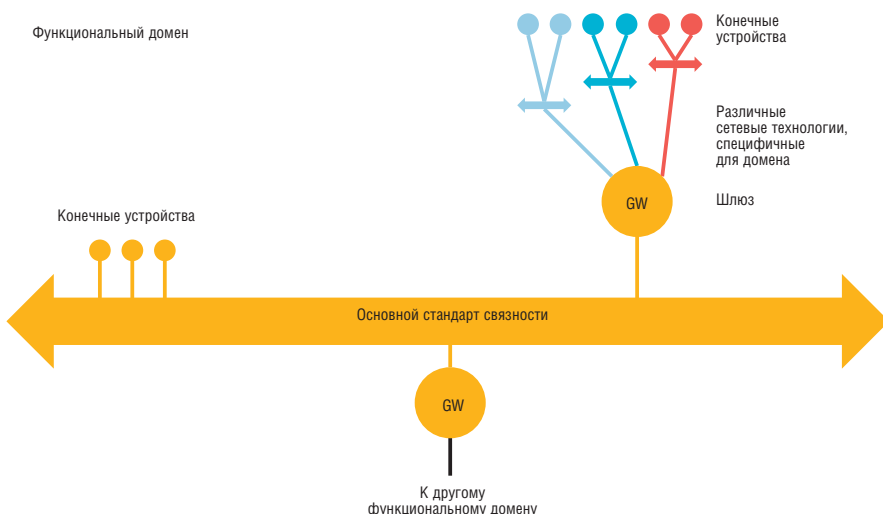 Функциональный домен
Конечные
устройства
Различные
сетевые технологии,
специфичные
для домена
GW
Шлюз
Конечные устройства
Основной стандарт связности
GW
К другому
функциональному домену